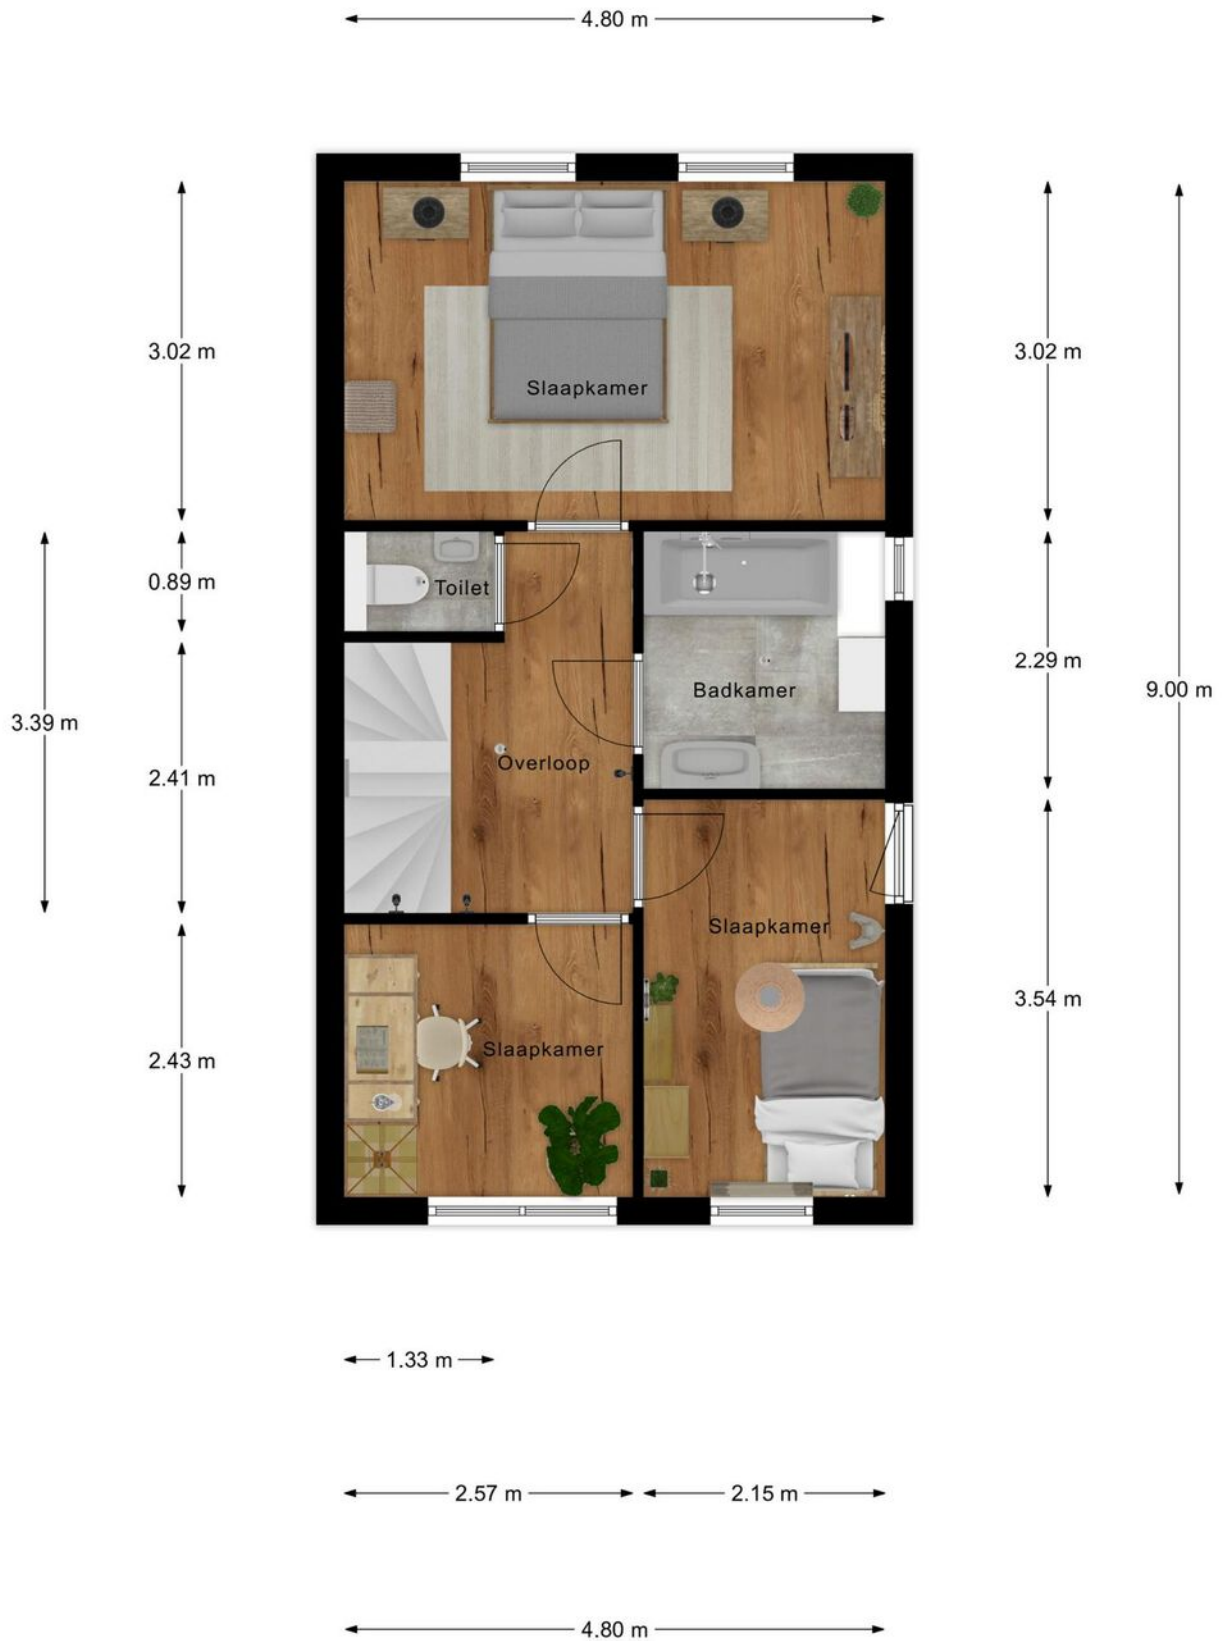 4.80 m
3.02 m
3.02 m
Slaapkamer
0.89 m
Toilet
2.29 m
Badkamer
9.00 m
3.39 m
Overloop
2.41 m
Slaapkamer
3.54 m
Slaapkamer
2.43 m
1.33 m
2.57 m
2.15 m
4.80 m